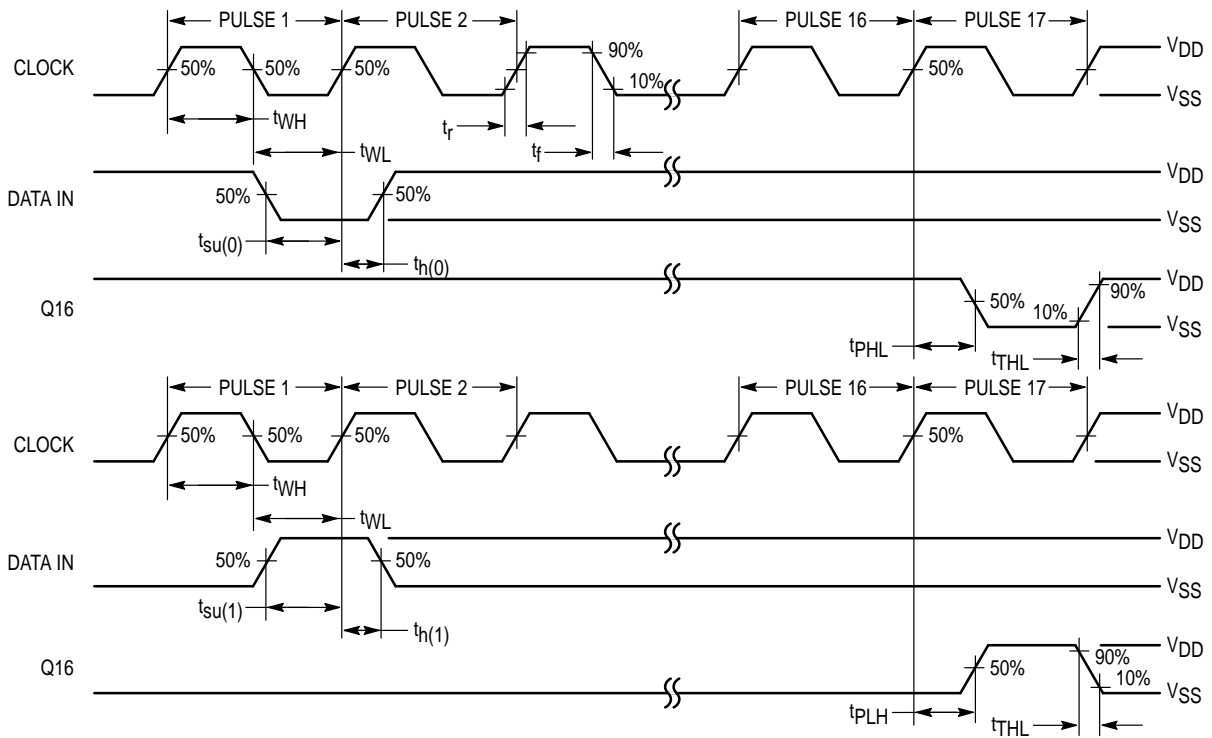 PULSE 1 PULSE 2 PULSE 16 PULSE 17
CLOCK 50% 50% 50% 90% 10% 50% VDD VSS
tWH tr
tWL tf
DATA IN 50% 50% VDD VSS
tsu(0)
th(0)
Q16 50% 10% 90% VDD VSS
tPHL tTHL
PULSE 1 PULSE 2 PULSE 16 PULSE 17
CLOCK 50% 50% 50% 50% VDD VSS
tWH
tWL
DATA IN 50% 50% VDD VSS
tsu(1)
th(1)
Q16 50% 90% 10% VDD VSS
tPLH tTHL